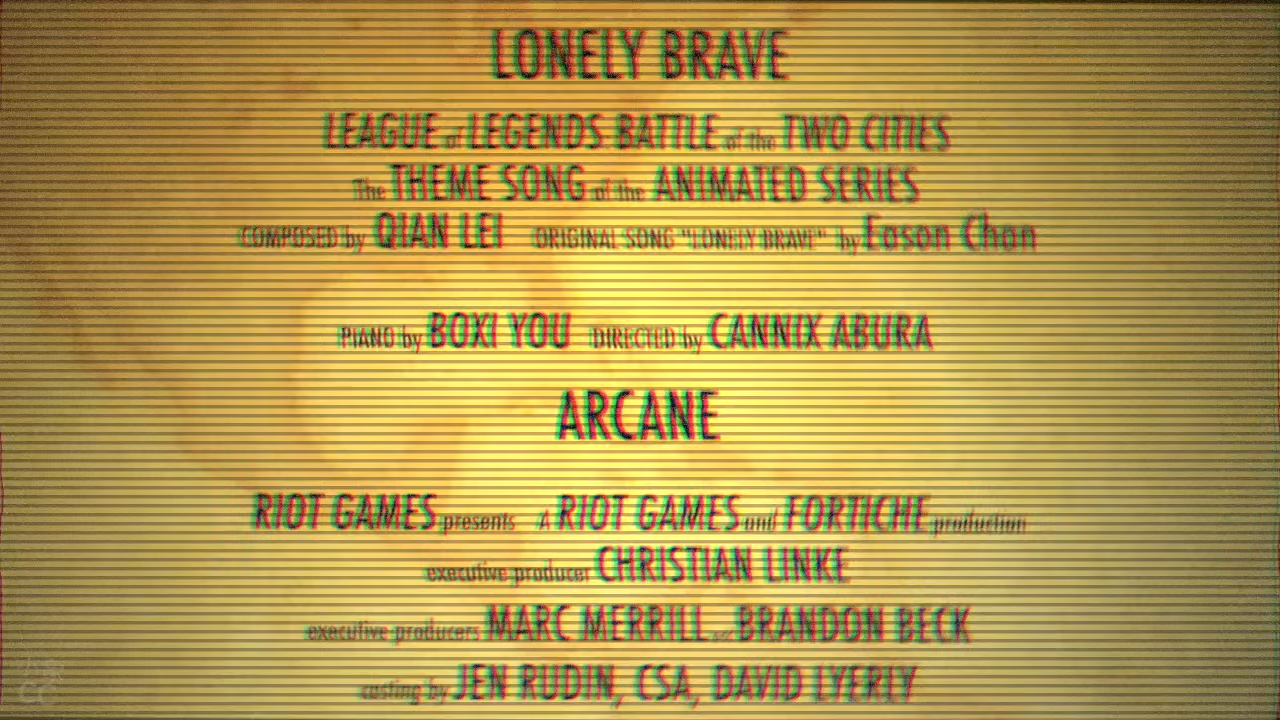 LONELY BRAVE
LEAGUE of LEGENDS: BATTLE of the TWO CITIES
The THEME SONG of the ANIMATED SERIES
COMPOSED by QIAN LEI ORIGINAL SONG "LONELY BRAVE" by Eason Chan
PIANO by BOXI YOU DIRECTED by CANNIX ABURA
ARCANE
RIOT GAMES presents A RIOT GAMES and FORTICHE production
executive producer CHRISTIAN LINKE
executive producers MARC MERRILL and BRANDON BECK
casting by JEN RUDIN, CSA, DAVID LYERLY
CC